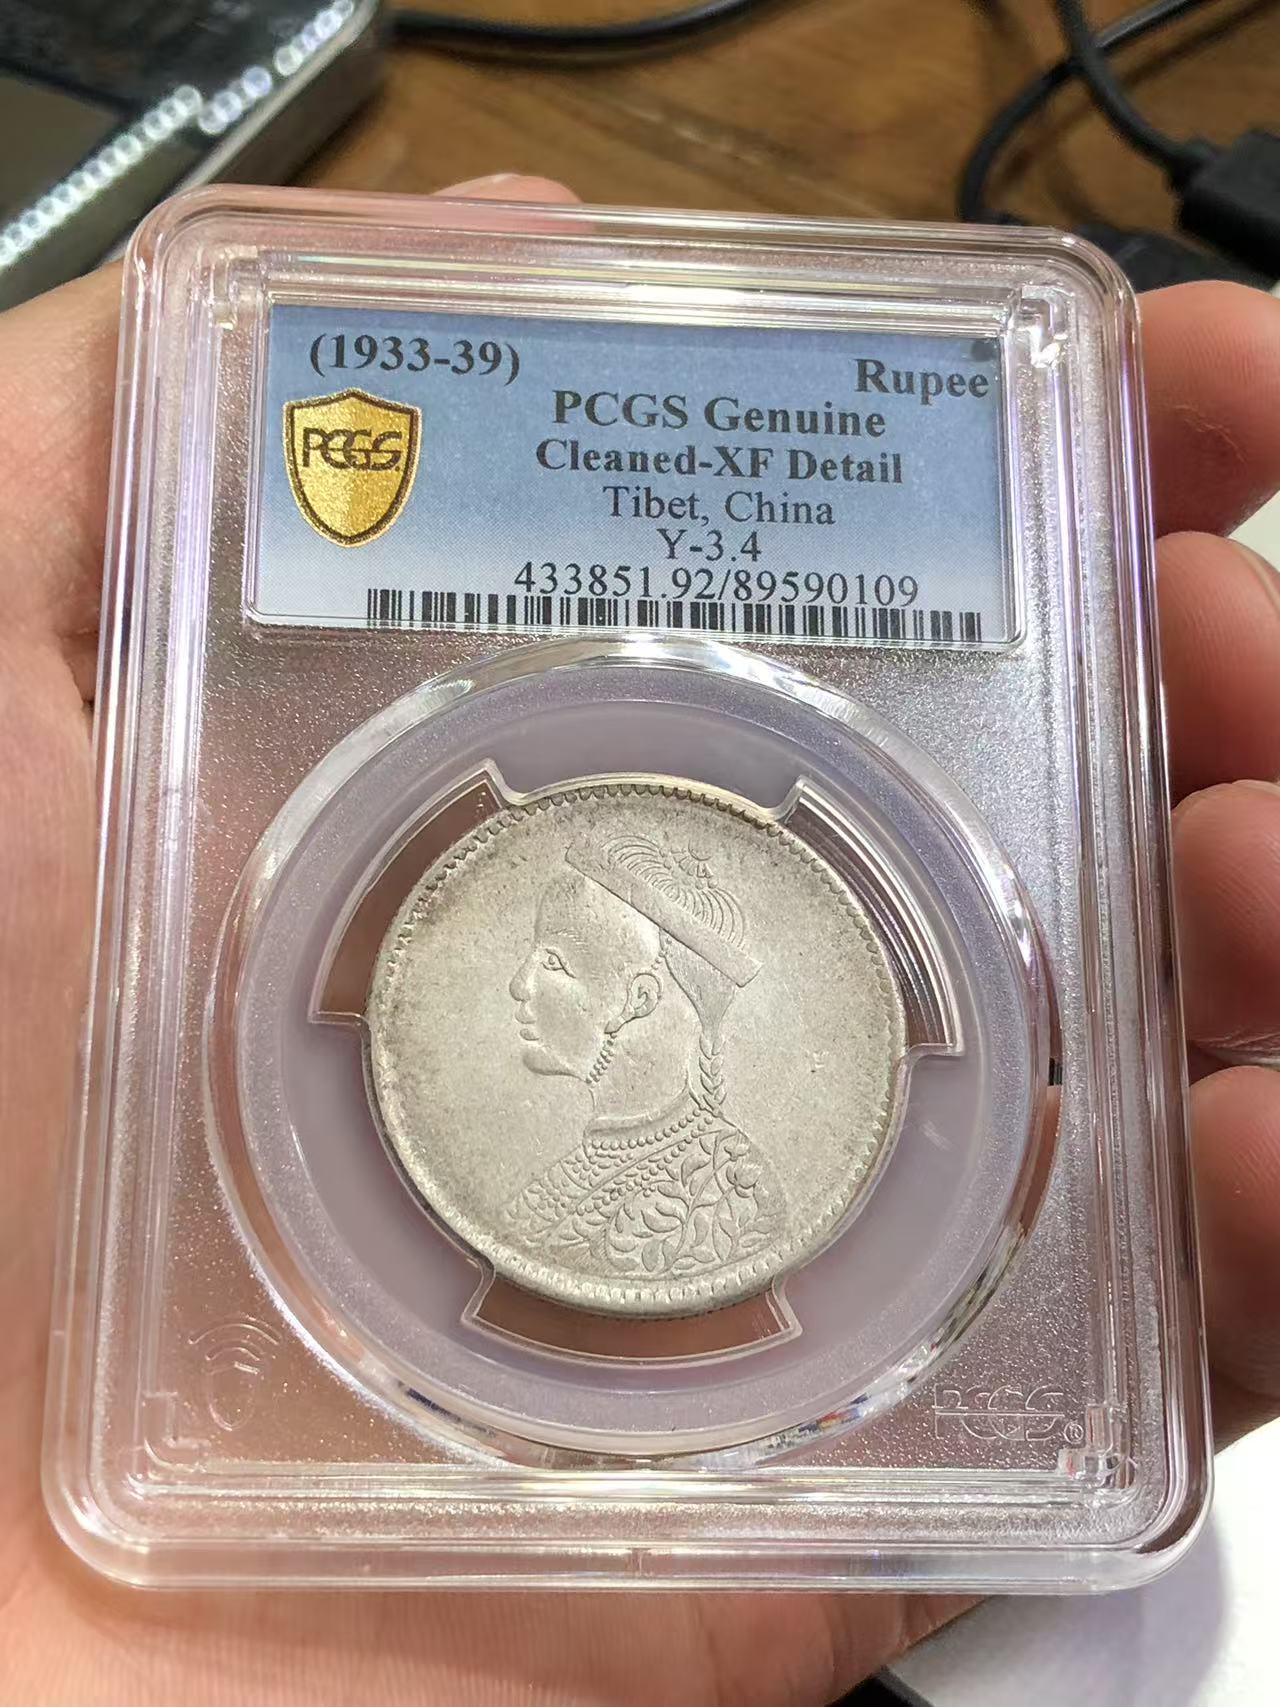 (1933-39)
Rupee
PCGS Genuine
PCGS
Cleaned-XF Detail
Tibet, China
Y-3.4
433851.92/89590109
PCGS®